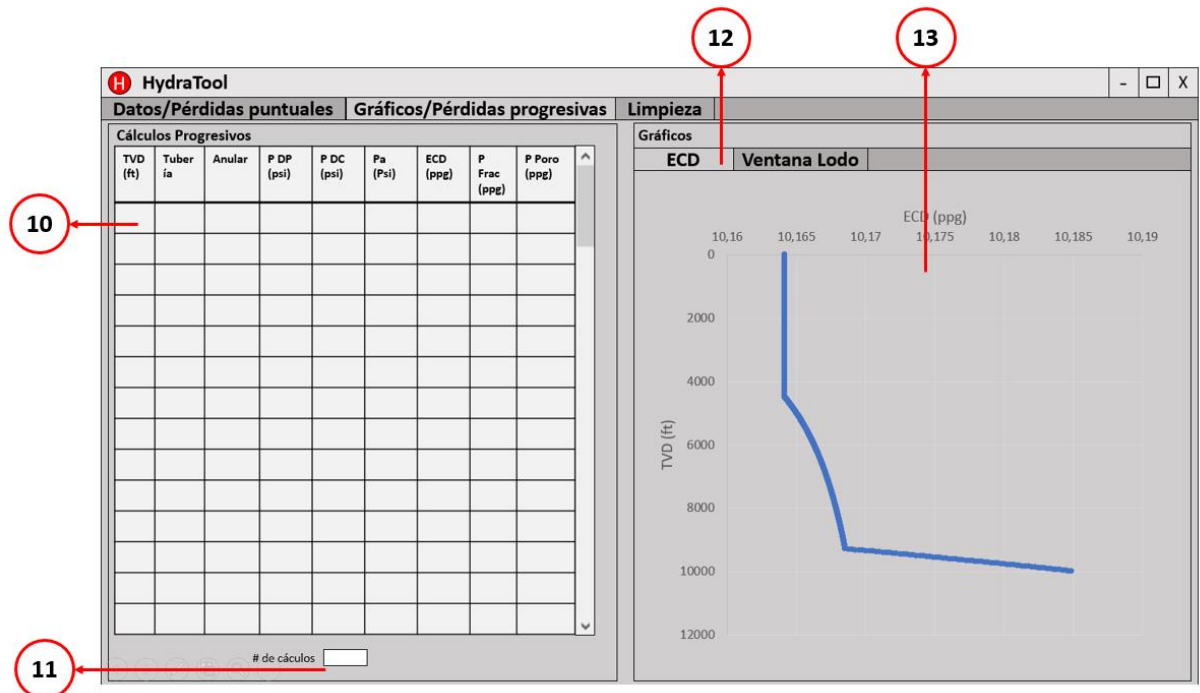 12
13
H HydraTool
- X
Datos/Pérdidas puntuales Gráficos/Pérdidas progresivas Limpieza
Cálculos Progresivos
TVD Tuber Anular P DP P DC Pa ECD P P Poro
(ft) ía (psi) (psi) (Psi) (ppg) Frac (ppg)
(ppg)
10
11
# de cáculos
Gráficos
ECD Ventana Lodo
ECD (ppg)
10,16 10,165 10,17 10,175 10,18 10,185 10,19
0
2000
4000
TVD (ft)
6000
8000
10000
12000